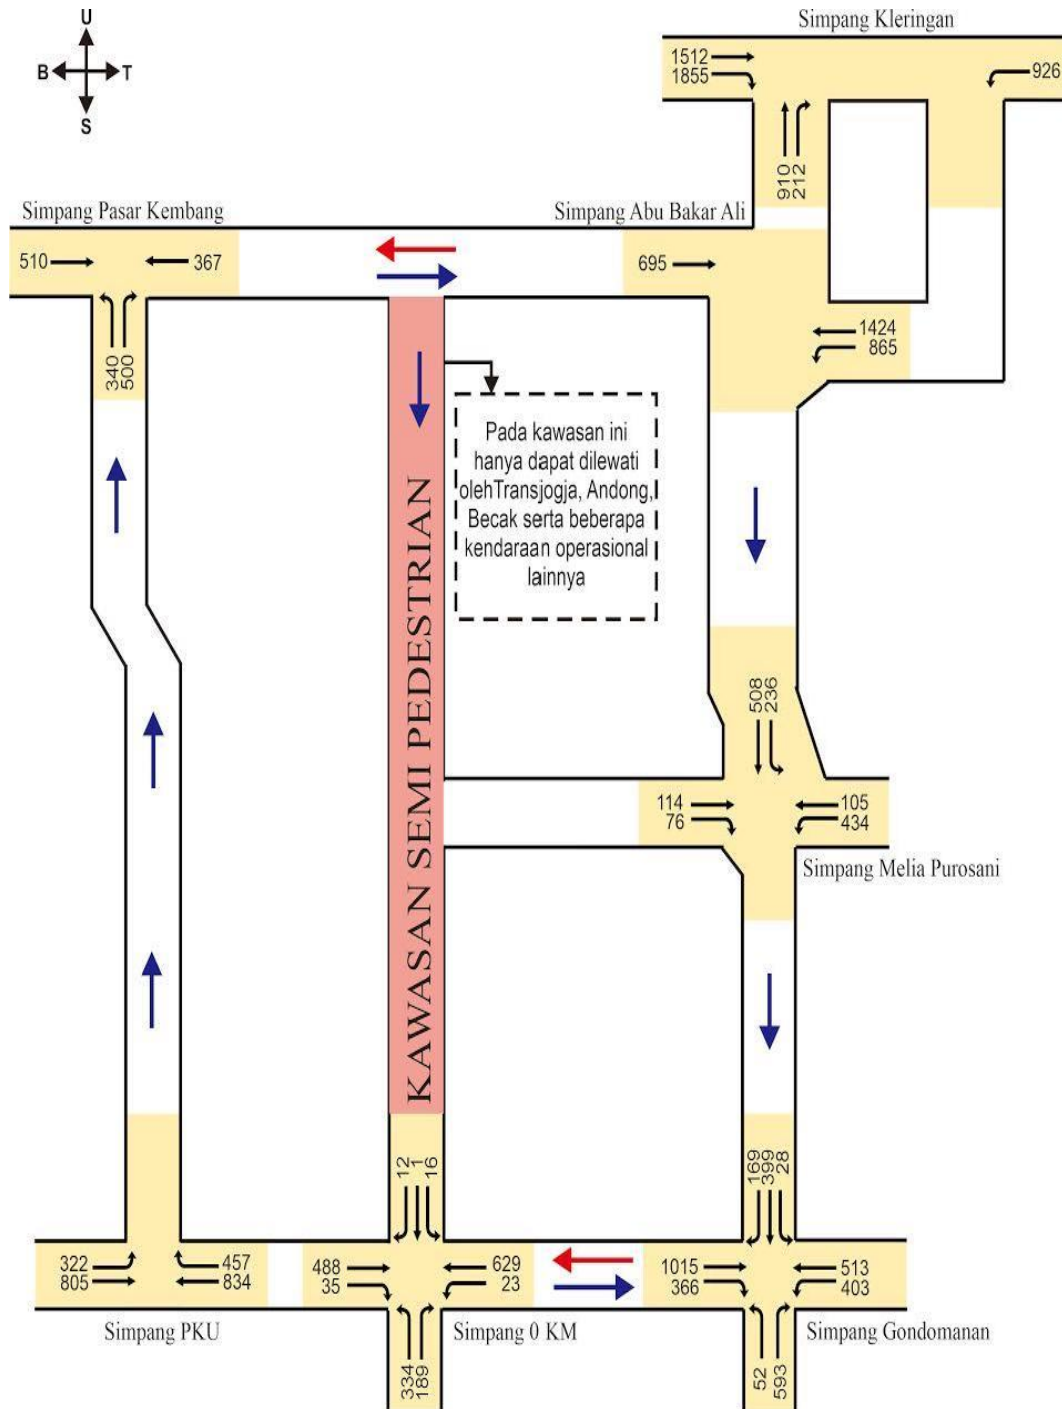 U
B T
S
Simpang Kleringan
1512
1855
926
910
212
Simpang Pasar Kembang
Simpang Abu Bakar Ali
510
367
695
1424
865
340
500
Pada kawasan ini
hanya dapat dilewati
olehTransjogja, Andong,
Becak serta beberapa
kendaraan operasional
lainnya
KAWASAN SEMI PEDESTRIAN
508
236
114
76
105
434
Simpang Melia Purosani
12
1
16
169
399
28
322
805
457
834
488
35
629
23
1015
366
513
403
Simpang PKU
Simpang 0 KM
Simpang Gondomanan
334
189
52
593